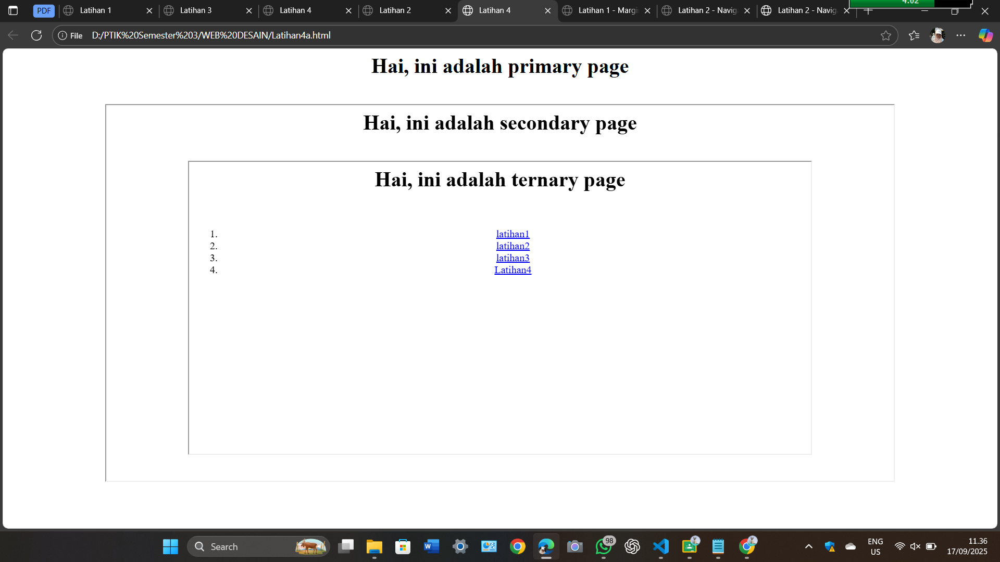 PDF Latihan 1 Latihan 3 Latihan 4 Latihan 2 Latihan 4 Latihan 1 - Margi Latihan 2 - Navig Latihan 2 - Navig 4.02
File D:/PTIK%20Semester%203/WEB%20DESAIN/Latihan4a.html
Hai, ini adalah primary page
Hai, ini adalah secondary page
Hai, ini adalah ternary page
1. latihan1
2. latihan2
3. latihan3
4. Latihan4
Search 98 ENG 11.36
US 17/09/2025